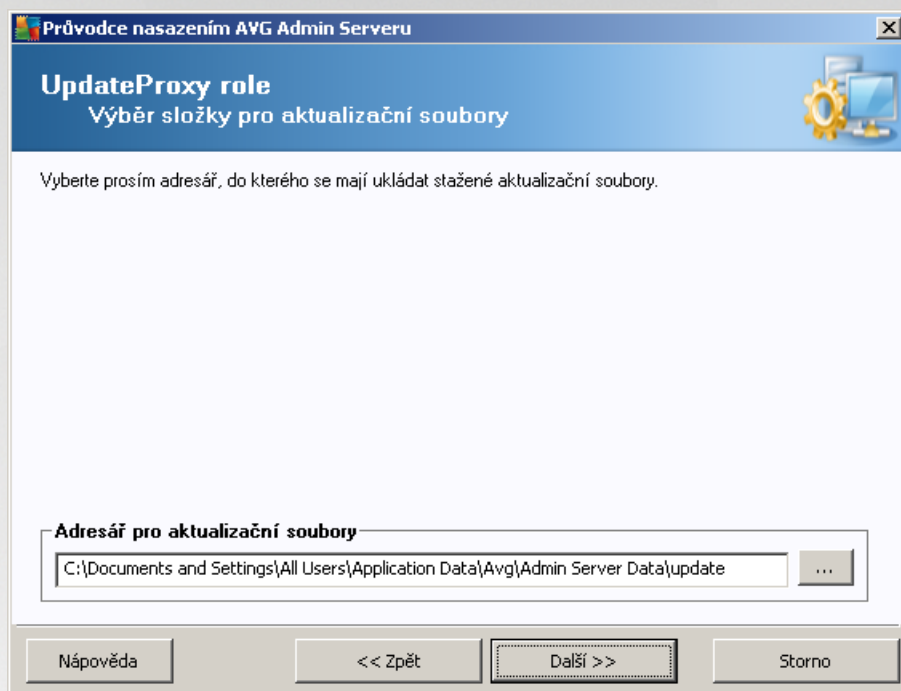 Průvodce nasazením AVG Admin Serveru
UpdateProxy role
Výběr složky pro aktualizační soubory
Vyberte prosím adresář, do kterého se mají ukládat stažené aktualizační soubory.
Adresář pro aktualizační soubory
C:\Documents and Settings\All Users\Application Data\Avg\Admin Server Data\update
...
Nápověda
<< Zpět
Další >>
Storno